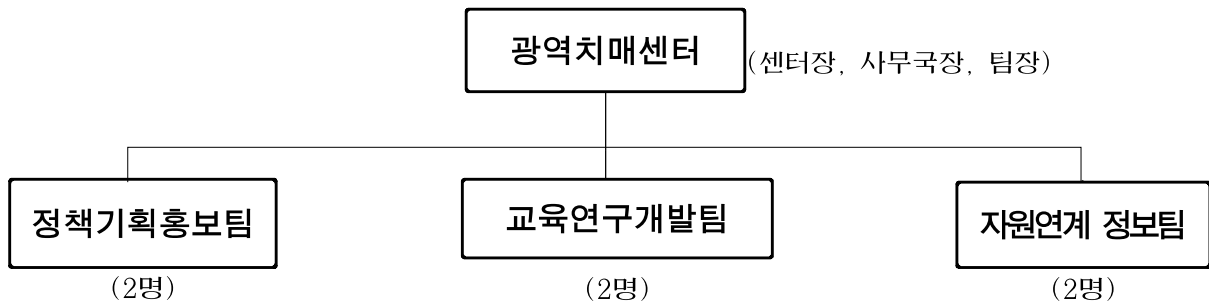 광역치매센터
(센터장, 사무국장, 팀장)
정책기획홍보팀
교육연구개발팀
자원연계 정보팀
(2명)
(2명)
(2명)